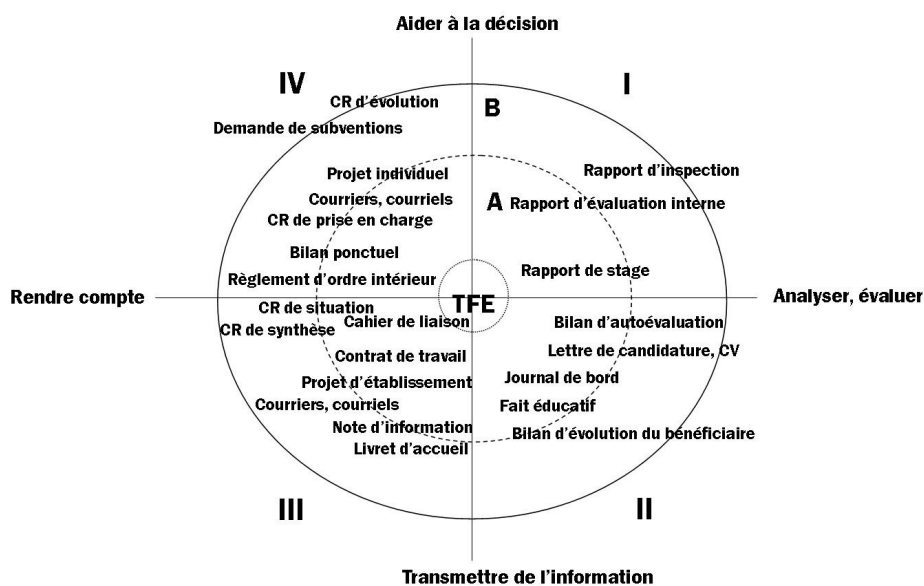 Aider à la décision
IV
I
CR d'évolution
B
Demande de subventions
Projet individuel
Rapport d'inspection
Courriers, courriels
A
Rapport d'évaluation interne
CR de prise en charge
Bilan ponctuel
Rapport de stage
Règlement d'ordre intérieur
Rendre compte
TFE
Analyser, évaluer
CR de situation
Cahier de liaison
Bilan d'autoévaluation
CR de synthèse
Contrat de travail
Lettre de candidature, CV
Projet d'établissement
Journal de bord
Courriers, courriels
Fait éducatif
Note d'information
Bilan d'évolution du bénéficiaire
Livret d'accueil
III
II
Transmettre de l'information